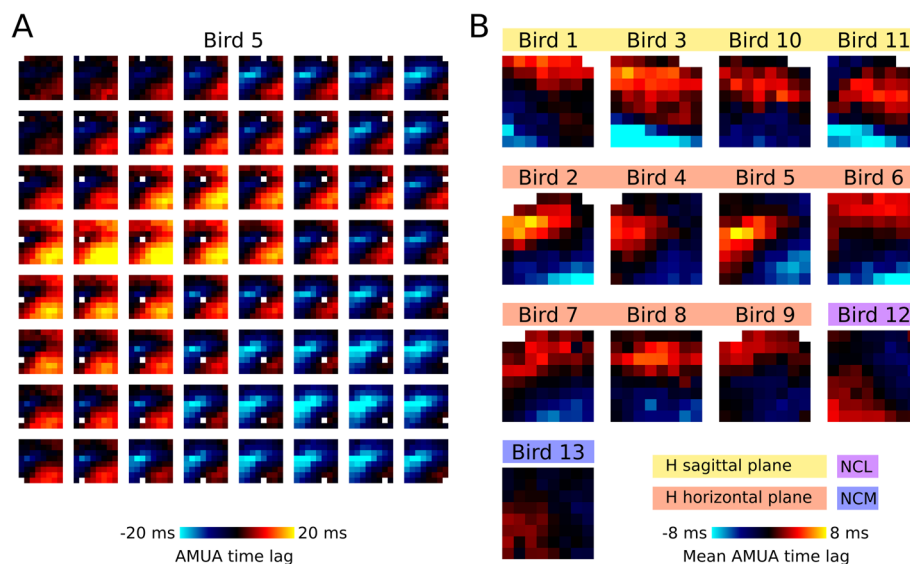 A
Bird 5
-20 ms 20 ms
AMUA time lag
B
Bird 1 Bird 3 Bird 10 Bird 11
Bird 2 Bird 4 Bird 5 Bird 6
Bird 7 Bird 8 Bird 9 Bird 12
Bird 13
H sagittal plane NCL
H horizontal plane NCM
-8 ms 8 ms
Mean AMUA time lag